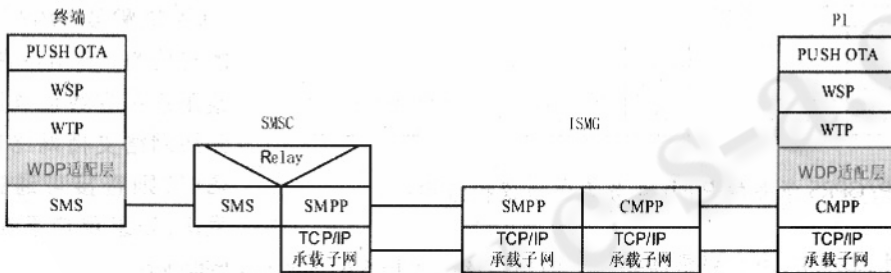 终端
PI
PUSH OTA
PUSH OTA
WSP
WSP
SMSC
ISMG
WTP
WTP
Relay
WDP适配层
WDP适配层
SMS
SMS
SMPP
SMPP
CMPP
CMPP
TCP/IP
承载子网
TCP/IP
承载子网
TCP/IP
承载子网
TCP/IP
承载子网